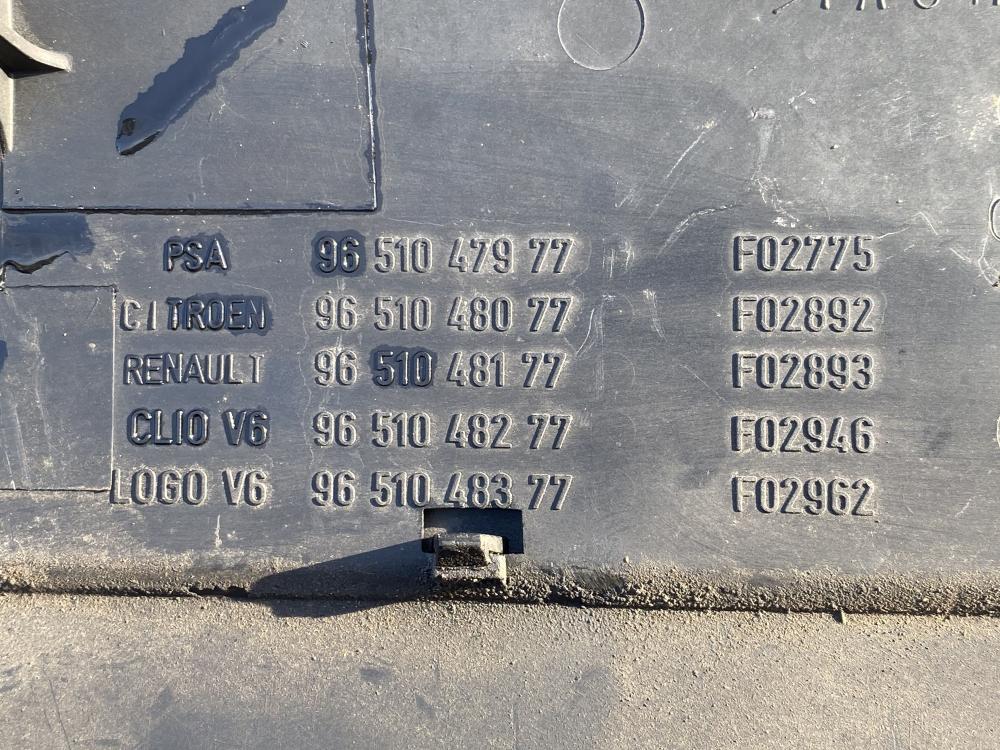 PSA 96 510 479 77 F02775
CITROEN 96 510 480 77 F02892
RENAULT 96 510 481 77 F02893
CLIO V6 96 510 482 77 F02946
LOGO V6 96 510 483 77 F02962